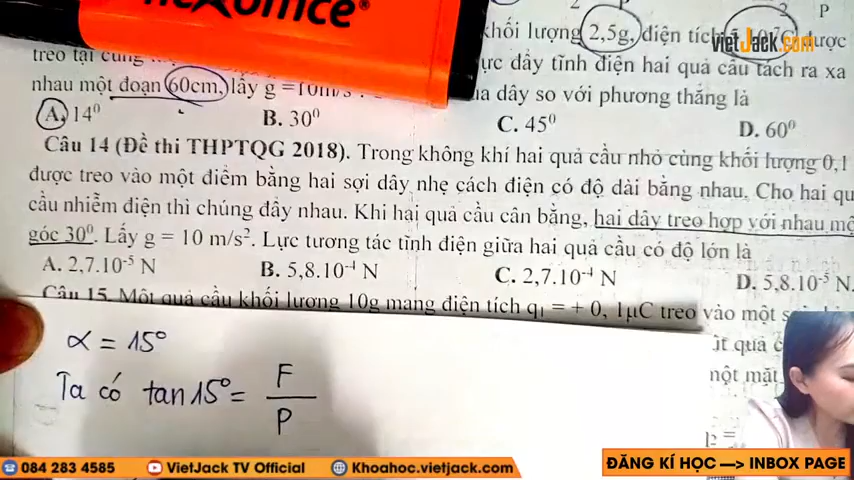 flexoffice®
P
khối lượng 2,5g, điện tích được
treo tại cùng
lực đẩy tĩnh điện hai quả cầu tách ra xa
nhau một đoạn 60cm, lấy g = 10m/s
dây so với phương thẳng là
A. 14⁰ B. 30⁰ C. 45⁰ D. 60⁰
Câu 14 (Đề thi THPTQG 2018). Trong không khí hai quả cầu nhỏ cùng khối lượng 0,1
được treo vào một điểm bằng hai sợi dây nhẹ cách điện có độ dài bằng nhau. Cho hai qu
cầu nhiễm điện thì chúng đẩy nhau. Khi hai quả cầu cân bằng, hai dây treo hợp với nhau mộ
góc 30⁰. Lấy g = 10 m/s². Lực tương tác tĩnh điện giữa hai quả cầu có độ lớn là
A. 2,7.10⁻⁵ N B. 5,8.10⁻⁴ N C. 2,7.10⁻⁴ N D. 5,8.10⁻⁵ N.
Câu 15. Một quả cầu khối lượng 10g mang điện tích q₁ = + 0, 1µC treo vào một s
ột quả c
một mặt
α = 15°
Ta có tan15° = F
P
vietJack.com
084 283 4585 VietJack TV Official Khoahoc.vietjack.com
ĐĂNG KÍ HỌC —> INBOX PAGE